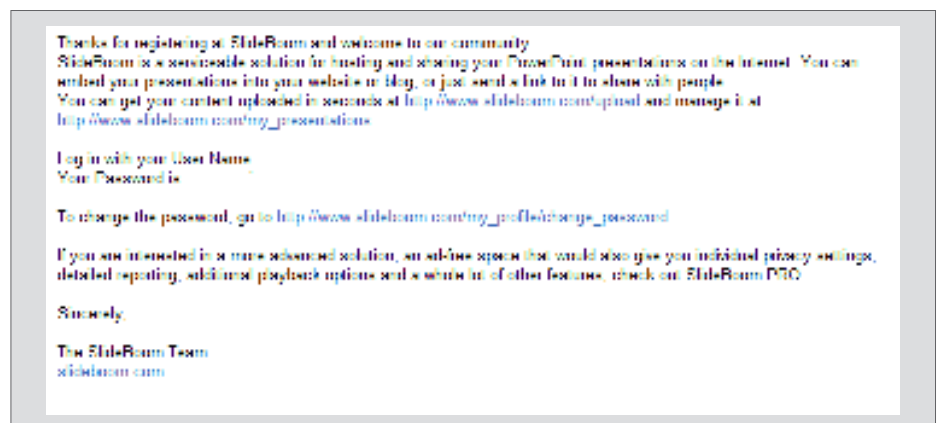 Thanks for registering at SlideBoom and welcome to our community
SlideBoom is a serviceable solution for hosting and sharing your PowerPoint presentations on the Internet. You can
embed your presentations into your website or blog, or just send a link to it to share with people
You can get your content uploaded in seconds at http://www.slideboom.com/upload and manage it at
http://www.slideboom.com/my_presentations
Log in with your User Name
Your Password is
To change the password, go to http://www.slideboom.com/my_profile/change_password
If you are interested in a more advanced solution, an ad-free space that would also give you individual privacy settings,
detailed reporting, additional playback options and a whole lot of other features, check out SlideBoom PRO
Sincerely,
The SlideBoom Team
slideboom.com